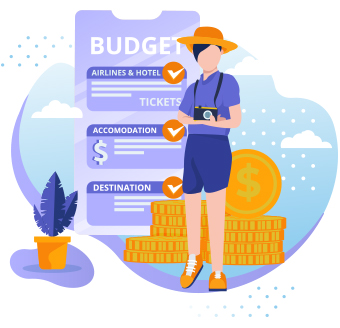 BUDGET
AIRLINES & HOTEL
TICKETS
ACCOMODATION
$
$
DESTINATION